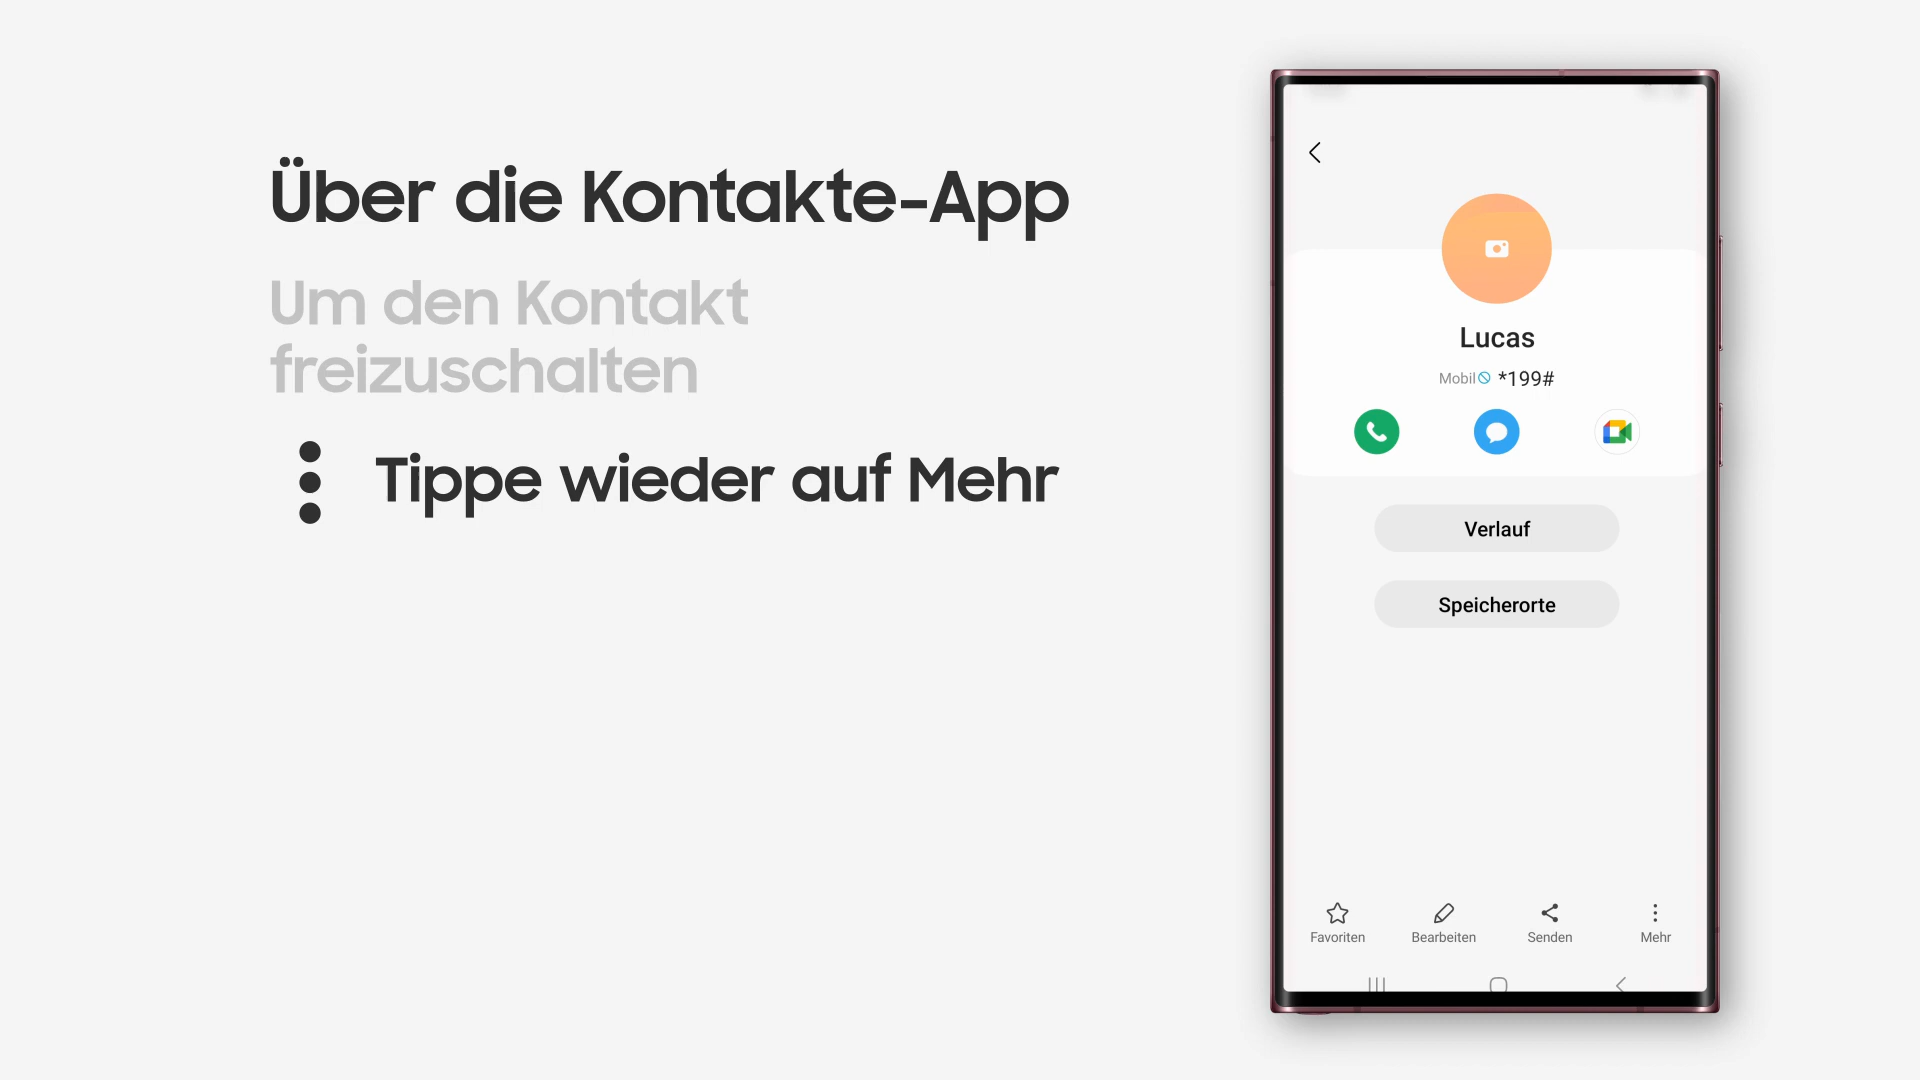 Über die Kontakte-App
Um den Kontakt
freizuschalten
Tippe wieder auf Mehr
Lucas
Mobil *199#
Verlauf
Speicherorte
Favoriten
Bearbeiten
Senden
Mehr